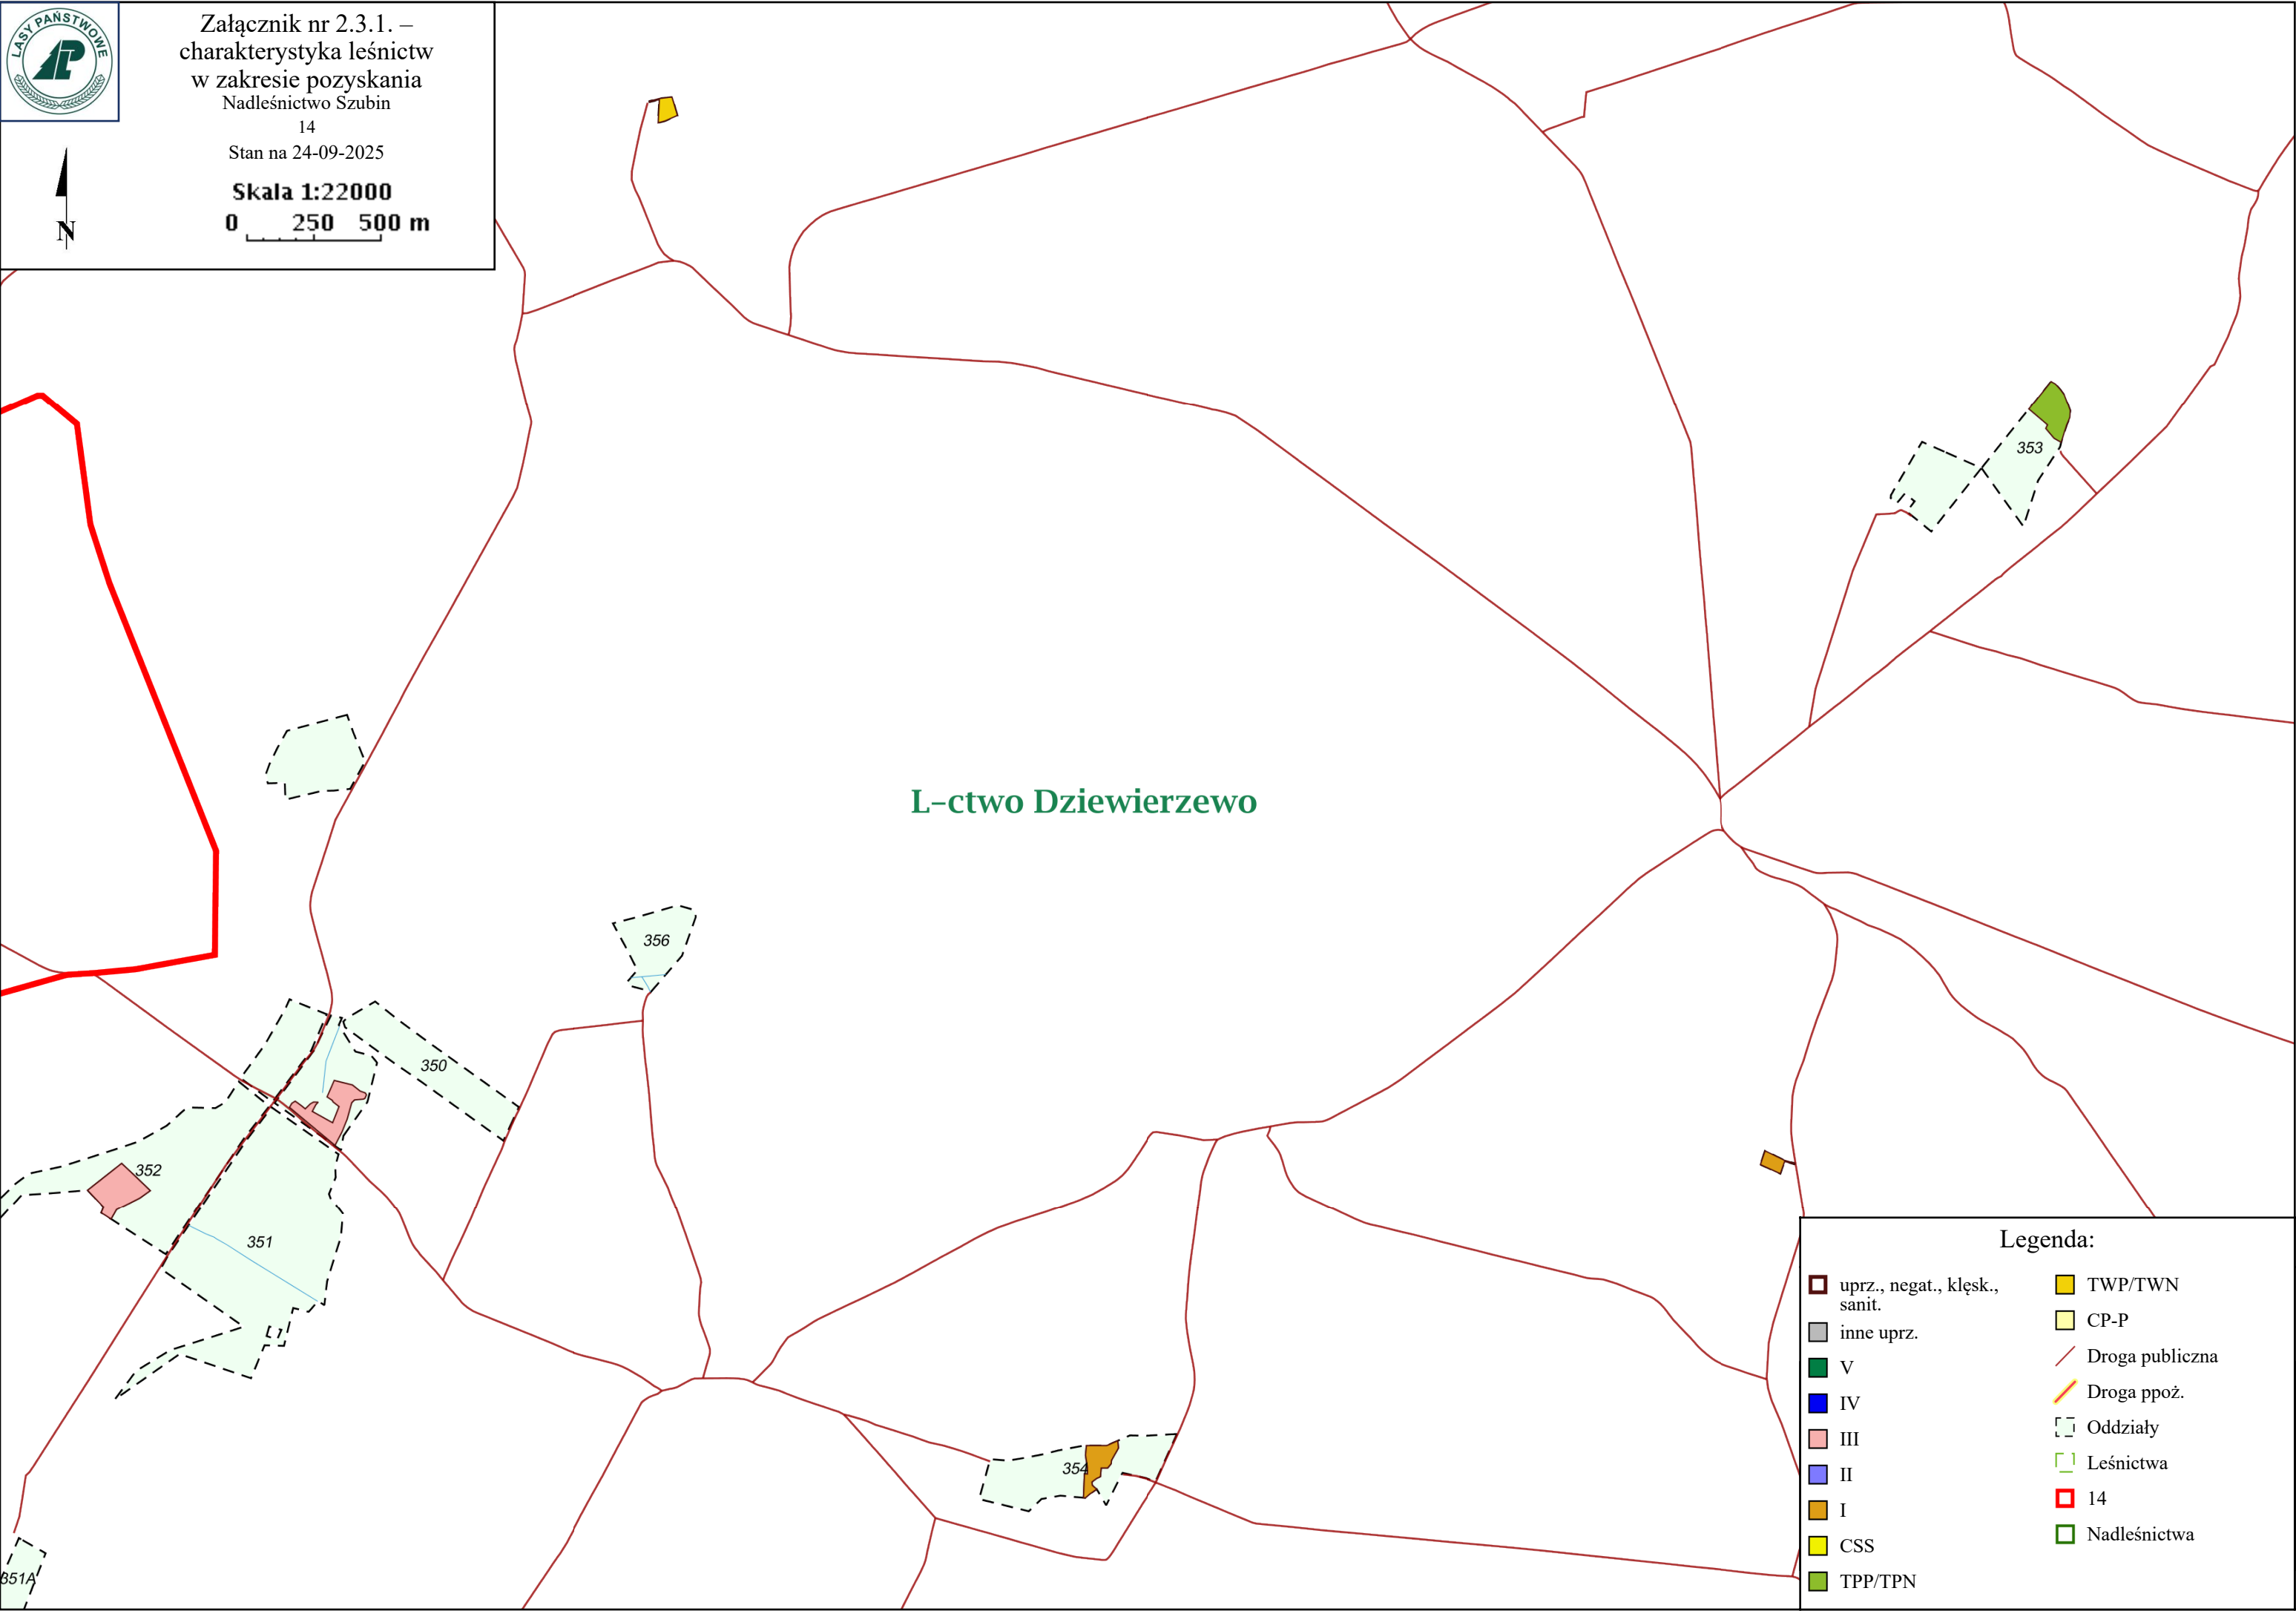 LASY PAŃSTWOWE
LP
Załącznik nr 2.3.1. –
charakterystyka leśnictw
w zakresie pozyskania
Nadleśnictwo Szubin
14
Stan na 24-09-2025
Skala 1:22000
0 250 500 m
N
353
L-ctwo Dziewierzewo
356
350
352
351
354
351A
Legenda:
uprz., negat., klęsk.,
sanit.
inne uprz.
V
IV
III
II
I
CSS
TPP/TPN
TWP/TWN
CP-P
Droga publiczna
Droga ppoż.
Oddziały
Leśnictwa
14
Nadleśnictwa